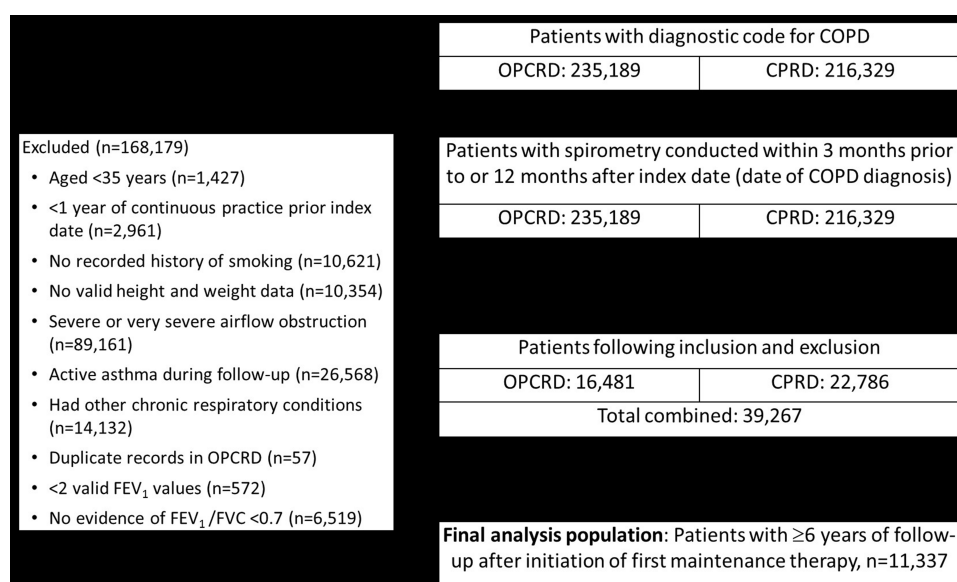 Patients with diagnostic code for COPD
OPCRD: 235,189
CPRD: 216,329
Excluded (n=168,179)
• Aged <35 years (n=1,427)
• <1 year of continuous practice prior index
date (n=2,961)
• No recorded history of smoking (n=10,621)
• No valid height and weight data (n=10,354)
• Severe or very severe airflow obstruction
(n=89,161)
• Active asthma during follow-up (n=26,568)
• Had other chronic respiratory conditions
(n=14,132)
• Duplicate records in OPCRD (n=57)
• <2 valid FEV₁ values (n=572)
• No evidence of FEV₁/FVC <0.7 (n=6,519)
Patients with spirometry conducted within 3 months prior
to or 12 months after index date (date of COPD diagnosis)
OPCRD: 235,189
CPRD: 216,329
Patients following inclusion and exclusion
OPCRD: 16,481
CPRD: 22,786
Total combined: 39,267
Final analysis population: Patients with ≥6 years of follow-
up after initiation of first maintenance therapy, n=11,337